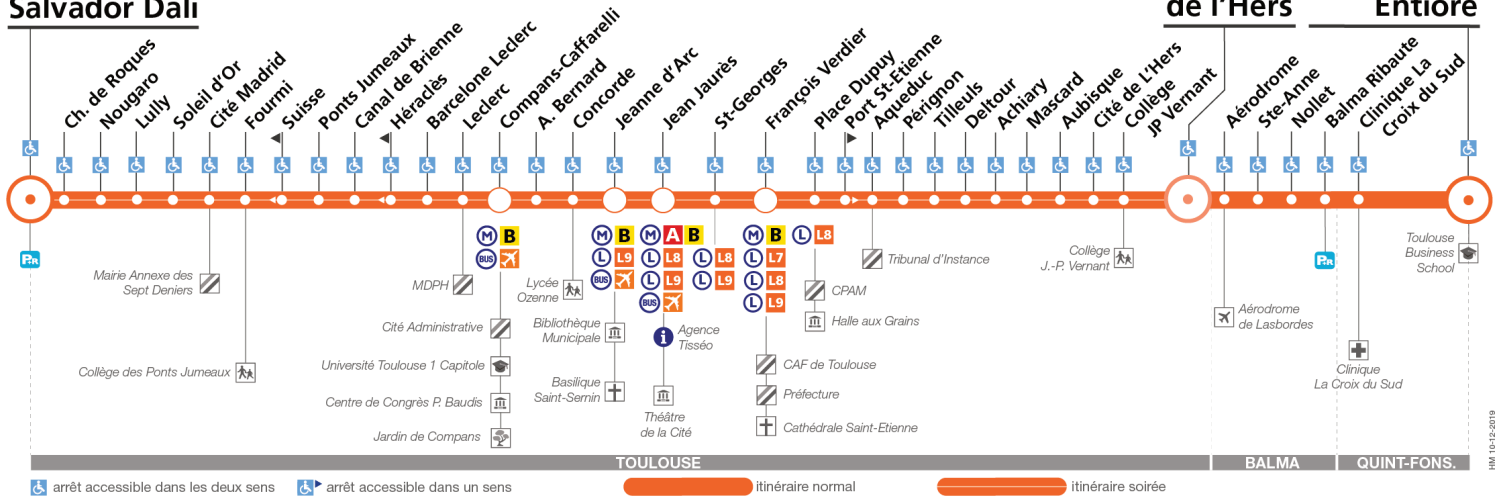 Salvador Dali
de l'Hers
Entiore
Ch. de Roques
Nougaro
Lully
Soleil d'Or
Cité Madrid
Fourmi
Suisse
Ponts Jumeaux
Canal de Brienne
Héraclès
Barcelone Leclerc
Leclerc
Compans-Caffarelli
A. Bernard
Concorde
Jeanne d'Arc
Jean Jaurès
St-Georges
François Verdier
Place Dupuy
Port St-Etienne
Aqueduc
Pérignon
Tilleuls
Deltour
Achiary
Mascard
Aubisque
Cité de L'Hers
Collège
JP Vernant
Aérodrome
Ste-Anne
Nollet
Balma Ribaute
Clinique La
Croix du Sud
P+R
Mairie Annexe des
Sept Deniers
Collège des Ponts Jumeaux
MDPH
M B
BUS
Cité Administrative
Université Toulouse 1 Capitole
Centre de Congrès P. Baudis
Jardin de Compans
Lycée
Ozenne
M B
L L9
BUS
Bibliothèque
Municipale
Basilique
Saint-Sernin
M A B
L L8
L L9
BUS
Agence
Tisséo
Théâtre
de la Cité
L L8
L L9
M B
L L7
L L8
L L9
CAF de Toulouse
Préfecture
Cathédrale Saint-Etienne
L L8
CPAM
Halle aux Grains
Tribunal d'Instance
Collège
J.-P. Vernant
Aérodrome
de Lasbordes
P+R
Clinique
La Croix du Sud
Toulouse
Business
School
TOULOUSE
BALMA
QUINT-FONS.
HM 10-12-2019
arrêt accessible dans les deux sens
arrêt accessible dans un sens
itinéraire normal
itinéraire soirée